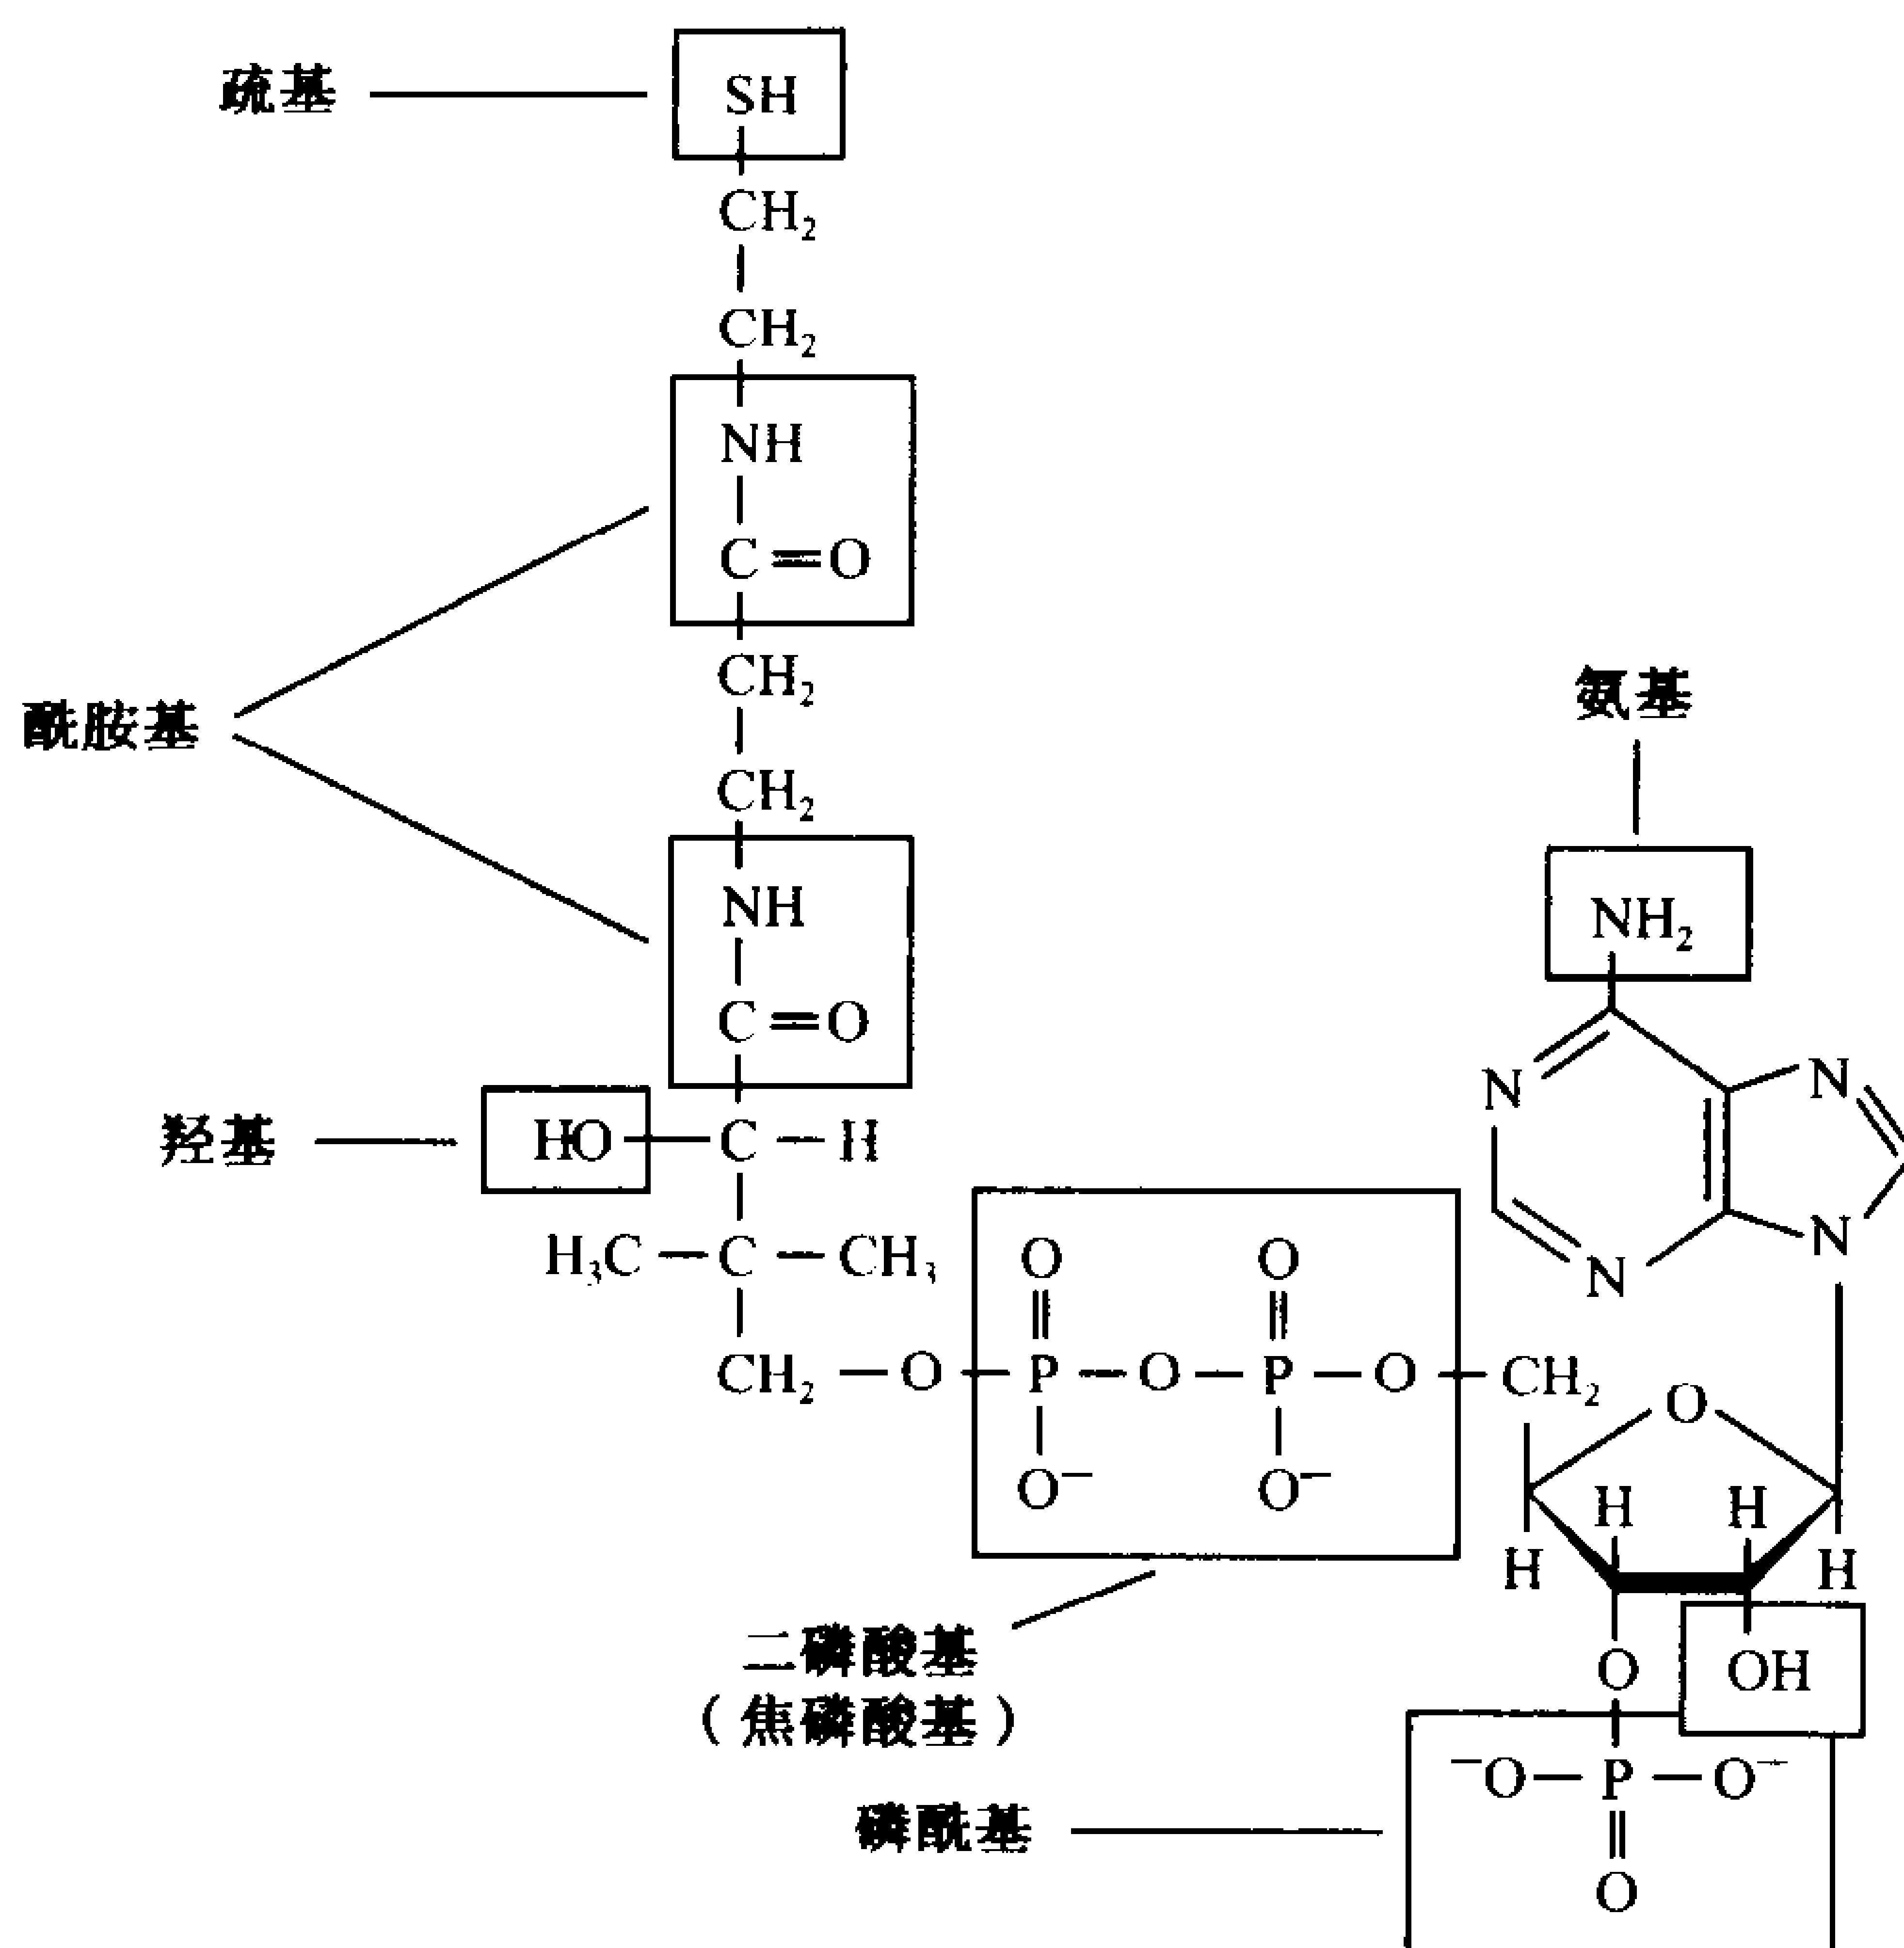 疏基
SH
CH₂
CH₂
NH
C=O
CH₂
酰胺基
氨基
CH₂
NH
NH₂
C=O
N
N
羟基
HO—C—H
N
N
H₃C—C—CH₃
O
O
CH₂—O—P—O—P—O—CH₂
O
O⁻
O⁻
H
H
H
H
二磷酸基
(焦磷酸基)
O
OH
⁻O—P—O⁻
磷酰基
O